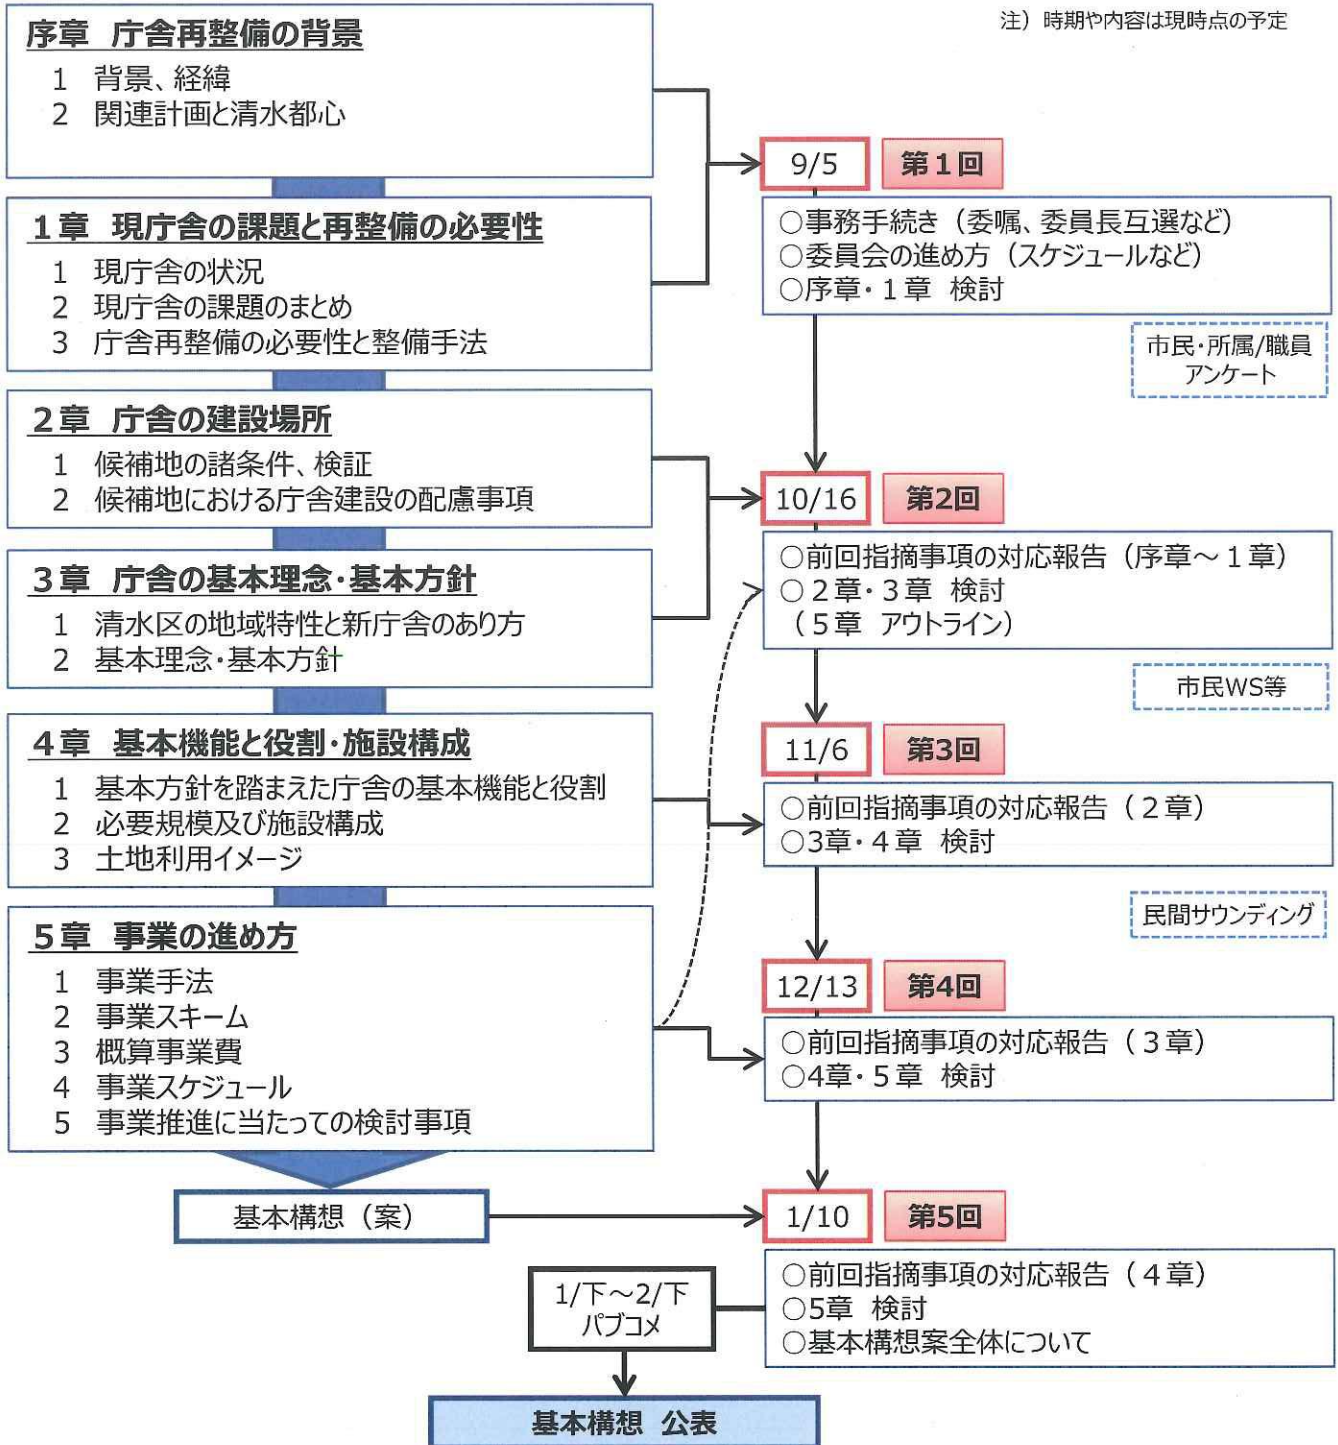 注）時期や内容は現時点の予定
序章 庁舎再整備の背景
1 背景、経緯
2 関連計画と清水都心
1章 現庁舎の課題と再整備の必要性
1 現庁舎の状況
2 現庁舎の課題のまとめ
3 庁舎再整備の必要性と整備手法
2章 庁舎の建設場所
1 候補地の諸条件、検証
2 候補地における庁舎建設の配慮事項
3章 庁舎の基本理念・基本方針
1 清水区の地域特性と新庁舎のあり方
2 基本理念・基本方針
4章 基本機能と役割・施設構成
1 基本方針を踏まえた庁舎の基本機能と役割
2 必要規模及び施設構成
3 土地利用イメージ
5章 事業の進め方
1 事業手法
2 事業スキーム
3 概算事業費
4 事業スケジュール
5 事業推進に当たっての検討事項
基本構想（案）
9/5 第1回
○事務手続き（委嘱、委員長互選など）
○委員会の進め方（スケジュールなど）
○序章・1章 検討
市民・所属/職員
アンケート
10/16 第2回
○前回指摘事項の対応報告（序章～1章）
○2章・3章 検討
（5章 アウトライン）
市民WS等
11/6 第3回
○前回指摘事項の対応報告（2章）
○3章・4章 検討
民間サウンディング
12/13 第4回
○前回指摘事項の対応報告（3章）
○4章・5章 検討
1/10 第5回
○前回指摘事項の対応報告（4章）
○5章 検討
○基本構想案全体について
1/下～2/下
パブコメ
基本構想 公表